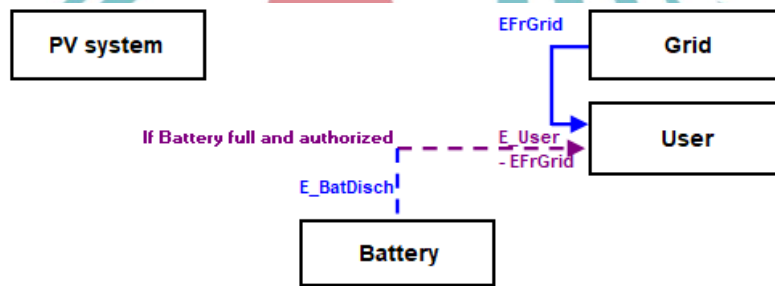 EFrGrid
PV system
Grid
If Battery full and authorized
E_User
User
- EFrGrid
E_BatDisch
Battery